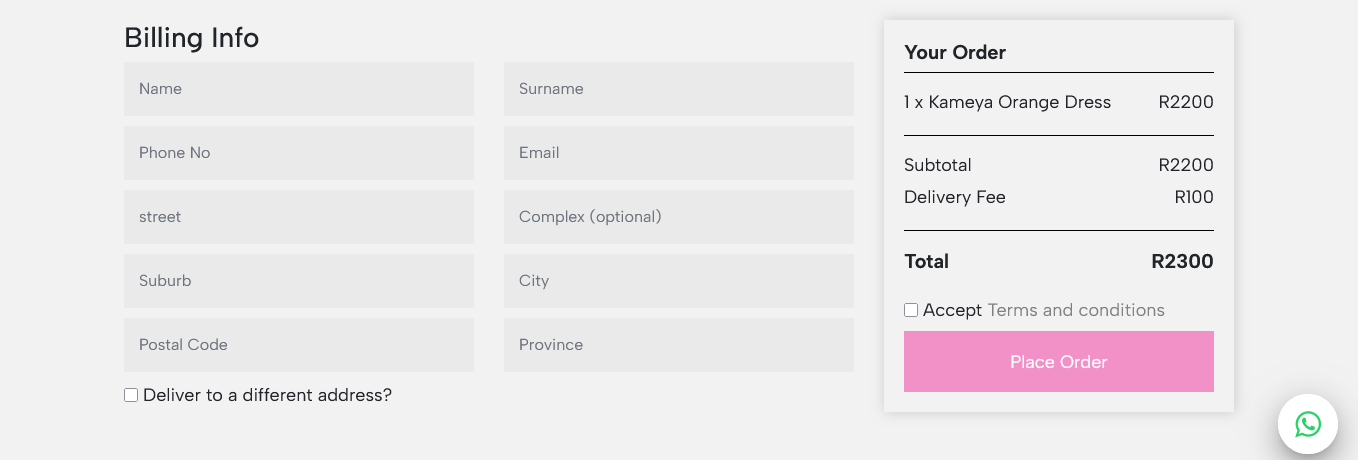 Billing Info
Name
Surname
Phone No
Email
street
Complex (optional)
Suburb
City
Postal Code
Province
Deliver to a different address?
Your Order
1 x Kameya Orange Dress R2200
Subtotal R2200
Delivery Fee R100
Total R2300
Accept Terms and conditions
Place Order